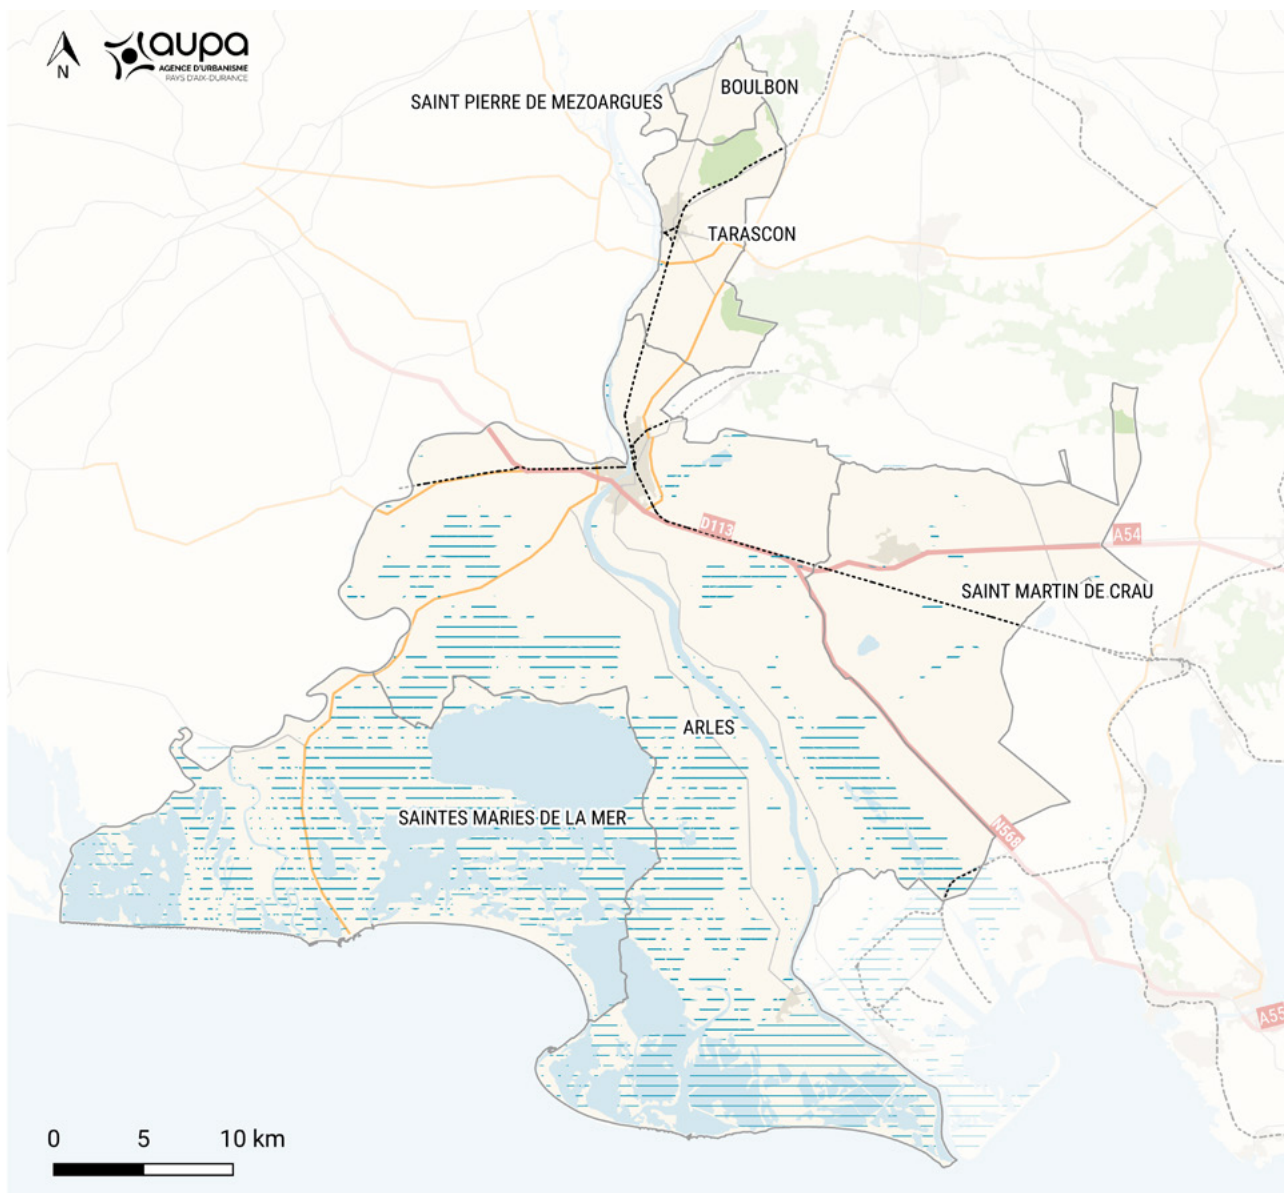 N
aupa
AGENCE D'URBANISME
PAYS D'AIX-DURANCE
BOULBON
SAINT PIERRE DE MEZOARGUES
TARASCON
D113
A54
SAINT MARTIN DE CRAU
ARLES
SAINTES MARIES DE LA MER
N568
A55
0 5 10 km